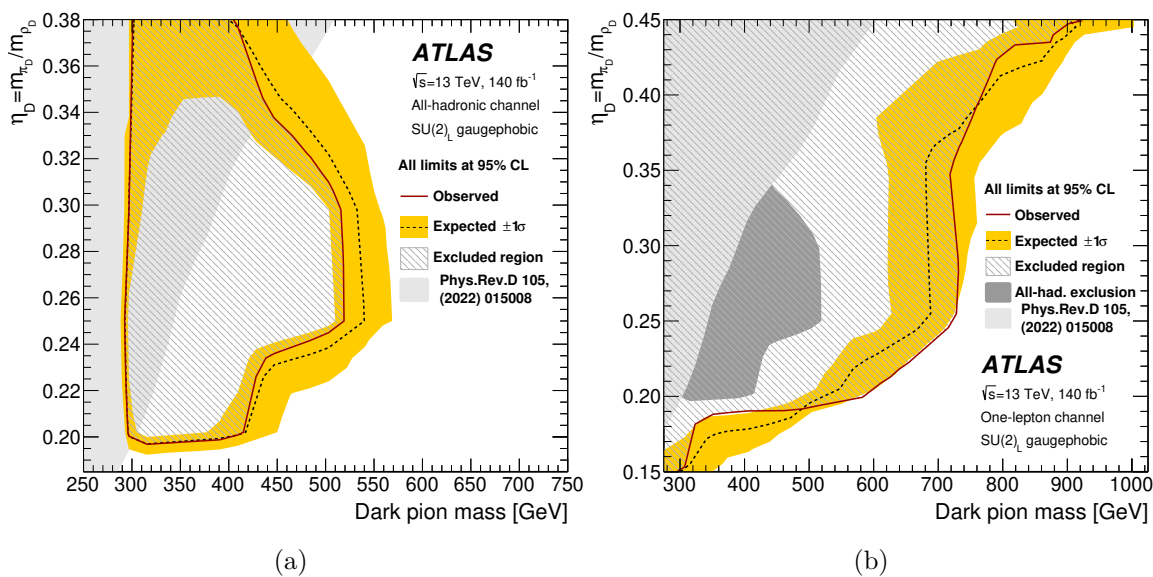 η_D=m_{π_D}/m_{ρ_D}
0.38
0.36
0.34
0.32
0.30
0.28
0.26
0.24
0.22
0.20
250 300 350 400 450 500 550 600 650 700 750
Dark pion mass [GeV]
ATLAS
√s=13 TeV, 140 fb⁻¹
All-hadronic channel
SU(2)_L gaugephobic
All limits at 95% CL
Observed
Expected ±1σ
Excluded region
Phys.Rev.D 105,
(2022) 015008
(a)
η_D=m_{π_D}/m_{ρ_D}
0.45
0.40
0.35
0.30
0.25
0.20
0.15
300 400 500 600 700 800 900 1000
Dark pion mass [GeV]
All limits at 95% CL
Observed
Expected ±1σ
Excluded region
All-had. exclusion
Phys.Rev.D 105,
(2022) 015008
ATLAS
√s=13 TeV, 140 fb⁻¹
One-lepton channel
SU(2)_L gaugephobic
(b)